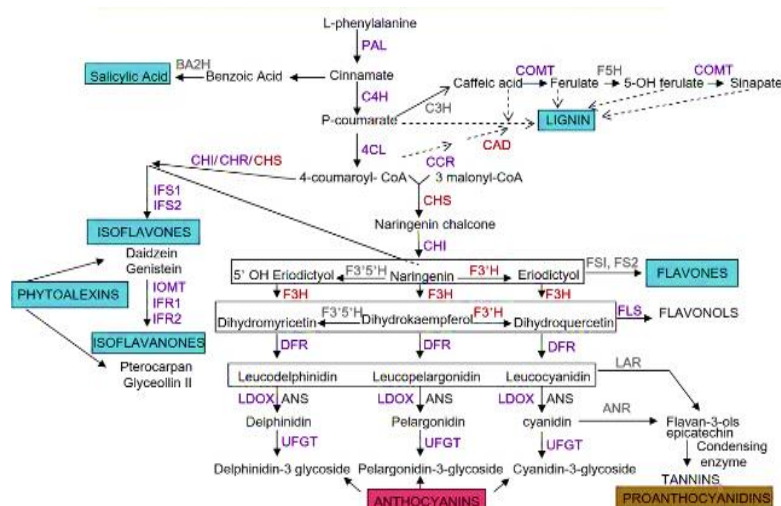 L-phenylalanine
PAL
Salicylic Acid BA2H Benzoic Acid Cinnamate
C4H
P-coumarate
C3H
Caffeic acid COMT Ferulate F5H 5-OH ferulate COMT Sinapate
LIGNIN
4CL
CCR
CAD
CHI/ CHR/ CHS
4-coumaroyl- CoA 3 malonyl-CoA
IFS1
IFS2
CHS
Naringenin chalcone
CHI
ISOFLAVONES
Daidzein
Genistein
PHYTOALEXINS
IOMT
IFR1
IFR2
ISOFLAVANONES
Pterocarpan
Glyceollin II
5' OH Eriodictyol F3'5'H Naringenin F3'H Eriodictyol
FSI, FS2
FLAVONES
F3H F3H F3H
Dihydromyricetin F3'5'H Dihydrokaempferol F3'H Dihydroquercetin
FLS
FLAVONOLS
DFR DFR DFR
Leucodelphinidin Leucopelargonidin Leucocyanidin
LAR
LDOX ANS LDOX ANS LDOX ANS
Delphinidin Pelargonidin cyanidin
ANR
Flavan-3-ols
epicatechin
UFGT UFGT UFGT
Condensing
enzyme
Delphinidin-3 glycoside Pelargonidin-3-glycoside Cyanidin-3-glycoside
TANNINS
ANTHOCYANINS
PROANTHOCYANIDINS